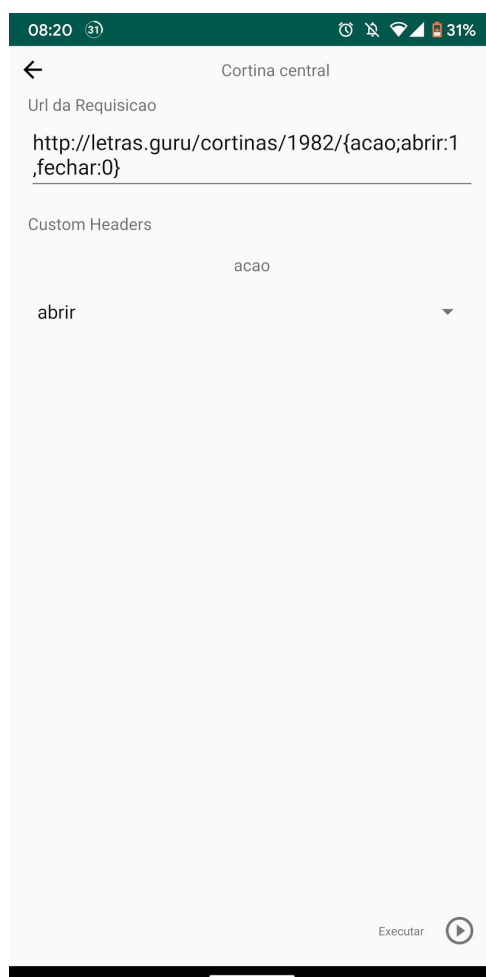 08:20 31 31%
Cortina central
Url da Requisicao
http://letras.guru/cortinas/1982/{acao;abrir:1
,fechar:0}
Custom Headers
acao
abrir
Executar